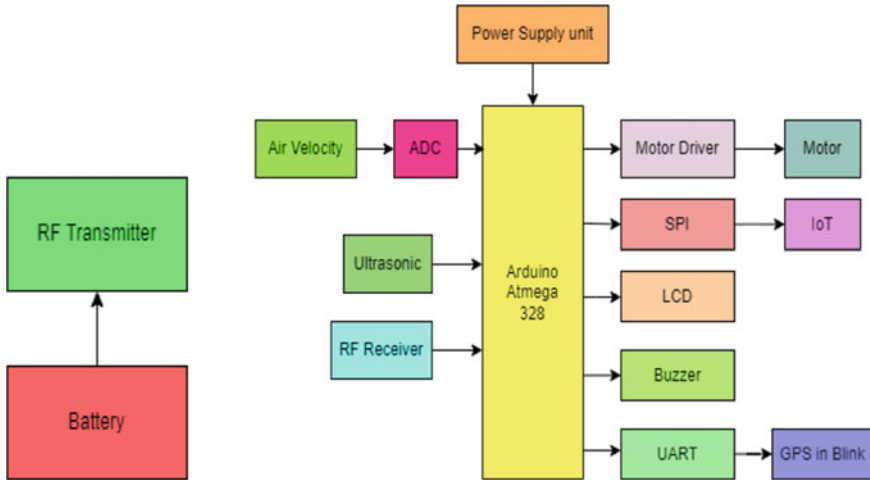 Power Supply unit
Air Velocity
ADC
Motor Driver
Motor
RF Transmitter
SPI
IoT
Ultrasonic
Arduino
Atmega
328
LCD
RF Receiver
Buzzer
Battery
UART
GPS in Blink